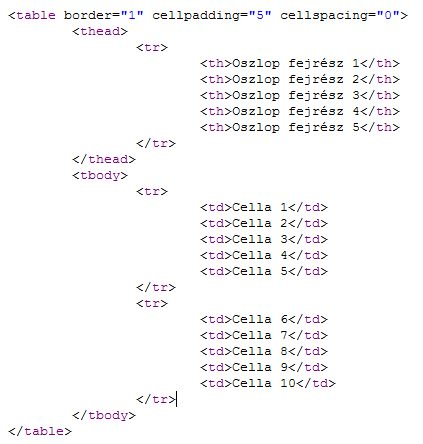 <table border="1" cellpadding="5" cellspacing="0">
<thead>
<tr>
<th>Oszlop fejrész 1</th>
<th>Oszlop fejrész 2</th>
<th>Oszlop fejrész 3</th>
<th>Oszlop fejrész 4</th>
<th>Oszlop fejrész 5</th>
</tr>
</thead>
<tbody>
<tr>
<td>Cella 1</td>
<td>Cella 2</td>
<td>Cella 3</td>
<td>Cella 4</td>
<td>Cella 5</td>
</tr>
<tr>
<td>Cella 6</td>
<td>Cella 7</td>
<td>Cella 8</td>
<td>Cella 9</td>
<td>Cella 10</td>
</tr>
</tbody>
</table>